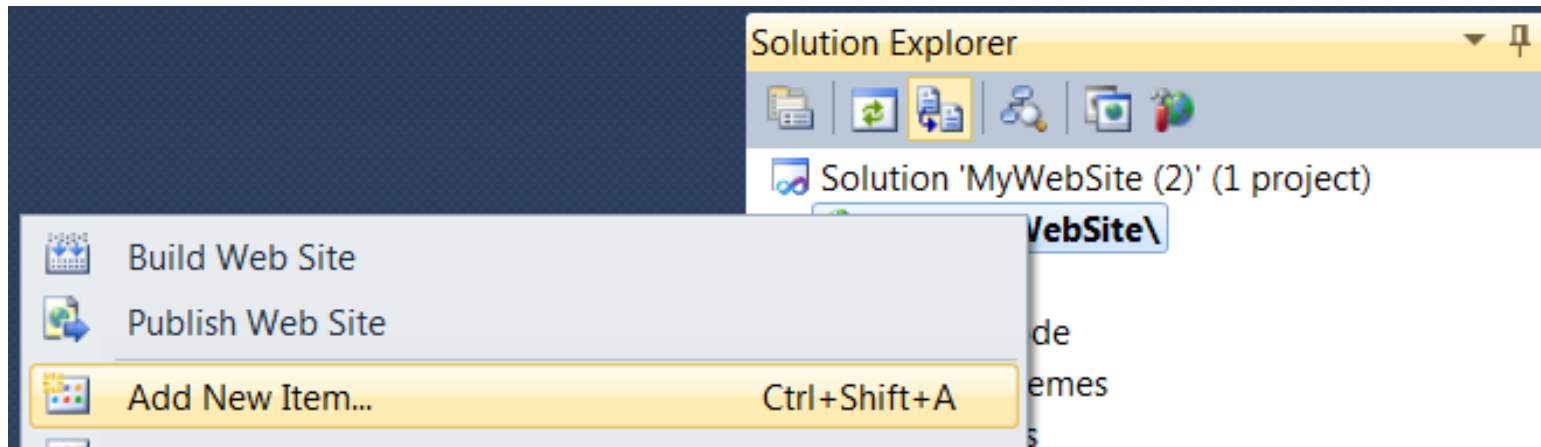 Solution Explorer
Solution 'MyWebSite (2)' (1 project)
WebSite\
Build Web Site
Publish Web Site
de
Add New Item... Ctrl+Shift+A
emes
s